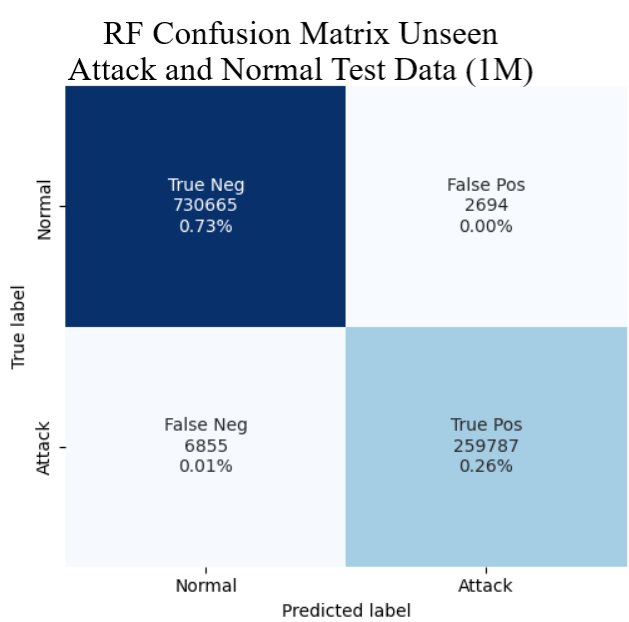 RF Confusion Matrix Unseen
Attack and Normal Test Data (1M)
True Neg
730665
0.73%
False Pos
2694
0.00%
False Neg
6855
0.01%
True Pos
259787
0.26%
Normal
Attack
True label
Normal
Attack
Predicted label